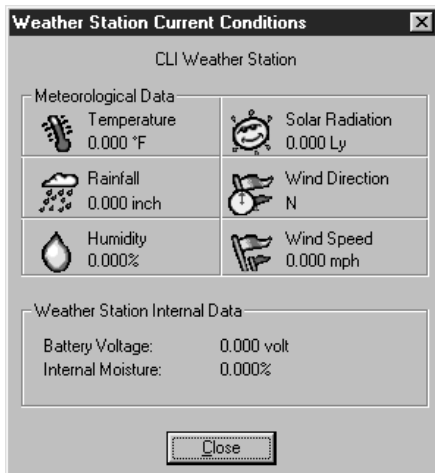 Weather Station Current Conditions
CLI Weather Station
Meteorological Data
Temperature
0.000 °F
Solar Radiation
0.000 Ly
Rainfall
0.000 inch
Wind Direction
N
Humidity
0.000%
Wind Speed
0.000 mph
Weather Station Internal Data
Battery Voltage: 0.000 volt
Internal Moisture: 0.000%
Close